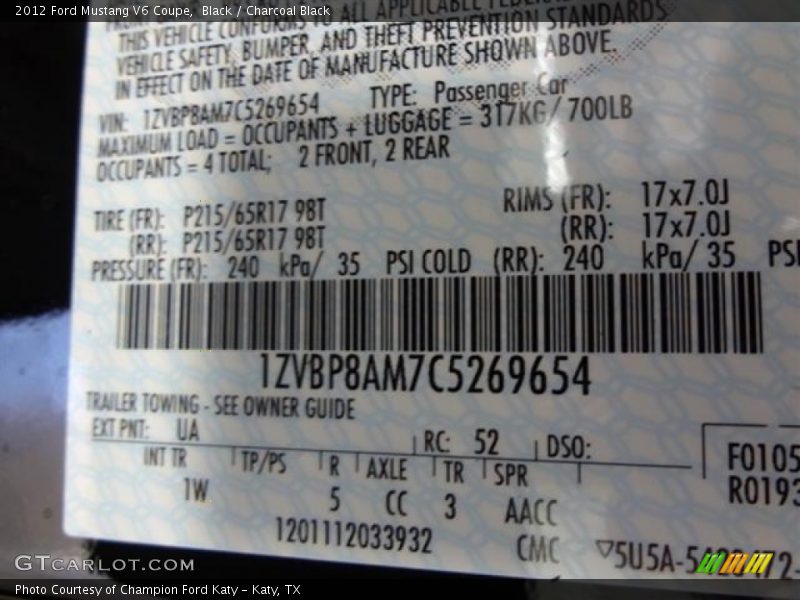 2012 Ford Mustang V6 Coupe, Black / Charcoal Black
THIS VEHICLE CONFORMS TO ALL APPLICABLE
VEHICLE SAFETY, BUMPER, AND THEFT PREVENTION STANDARDS
IN EFFECT ON THE DATE OF MANUFACTURE SHOWN ABOVE.
VIN: 1ZVBP8AM7C5269654 TYPE: Passenger Car
MAXIMUM LOAD = OCCUPANTS + LUGGAGE = 317KG/ 700LB
OCCUPANTS = 4 TOTAL; 2 FRONT, 2 REAR
TIRE (FR): P215/65R17 98T RIMS (FR): 17x7.0J
(RR): P215/65R17 98T (RR): 17x7.0J
PRESSURE (FR): 240 kPa/ 35 PSI COLD (RR): 240 kPa/ 35 PSI
1ZVBP8AM7C5269654
TRAILER TOWING - SEE OWNER GUIDE
EXT PNT: UA RC: 52 DSO:
INT TR TP/PS R AXLE TR SPR
1W 5 CC 3 AACC
F0105
R0193
1201112033932 CMC
GTCarLot.com
Photo Courtesy of Champion Ford Katy – Katy, TX